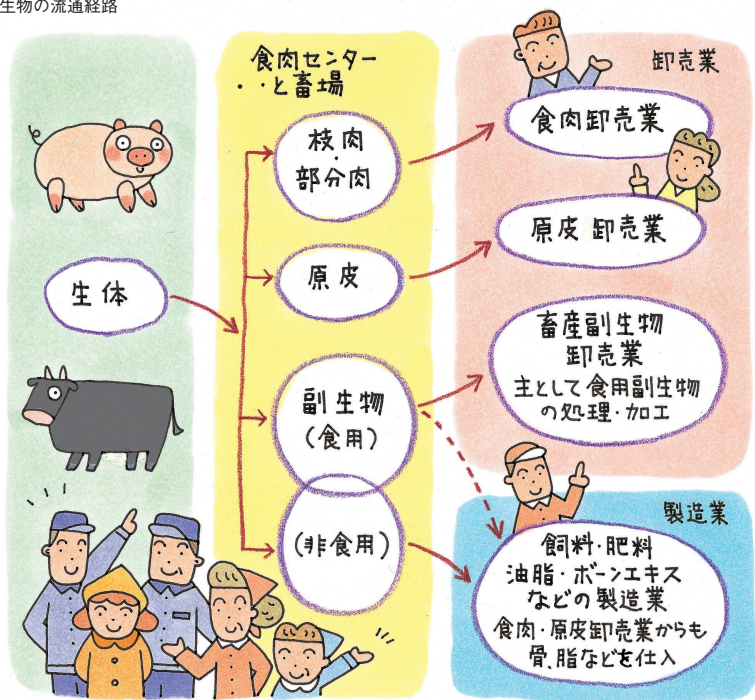 生物の流通経路
食肉センター
・・と畜場
卸売業
枝肉
・
部分肉
食肉卸売業
原皮
原皮 卸売業
生体
副生物
(食用)
畜産副生物
卸売業
主として食用副生物
の処理・加工
(非食用)
製造業
飼料・肥料
油脂・ボーンエキス
などの製造業
食肉・原皮卸売業からも
骨、脂などを仕入